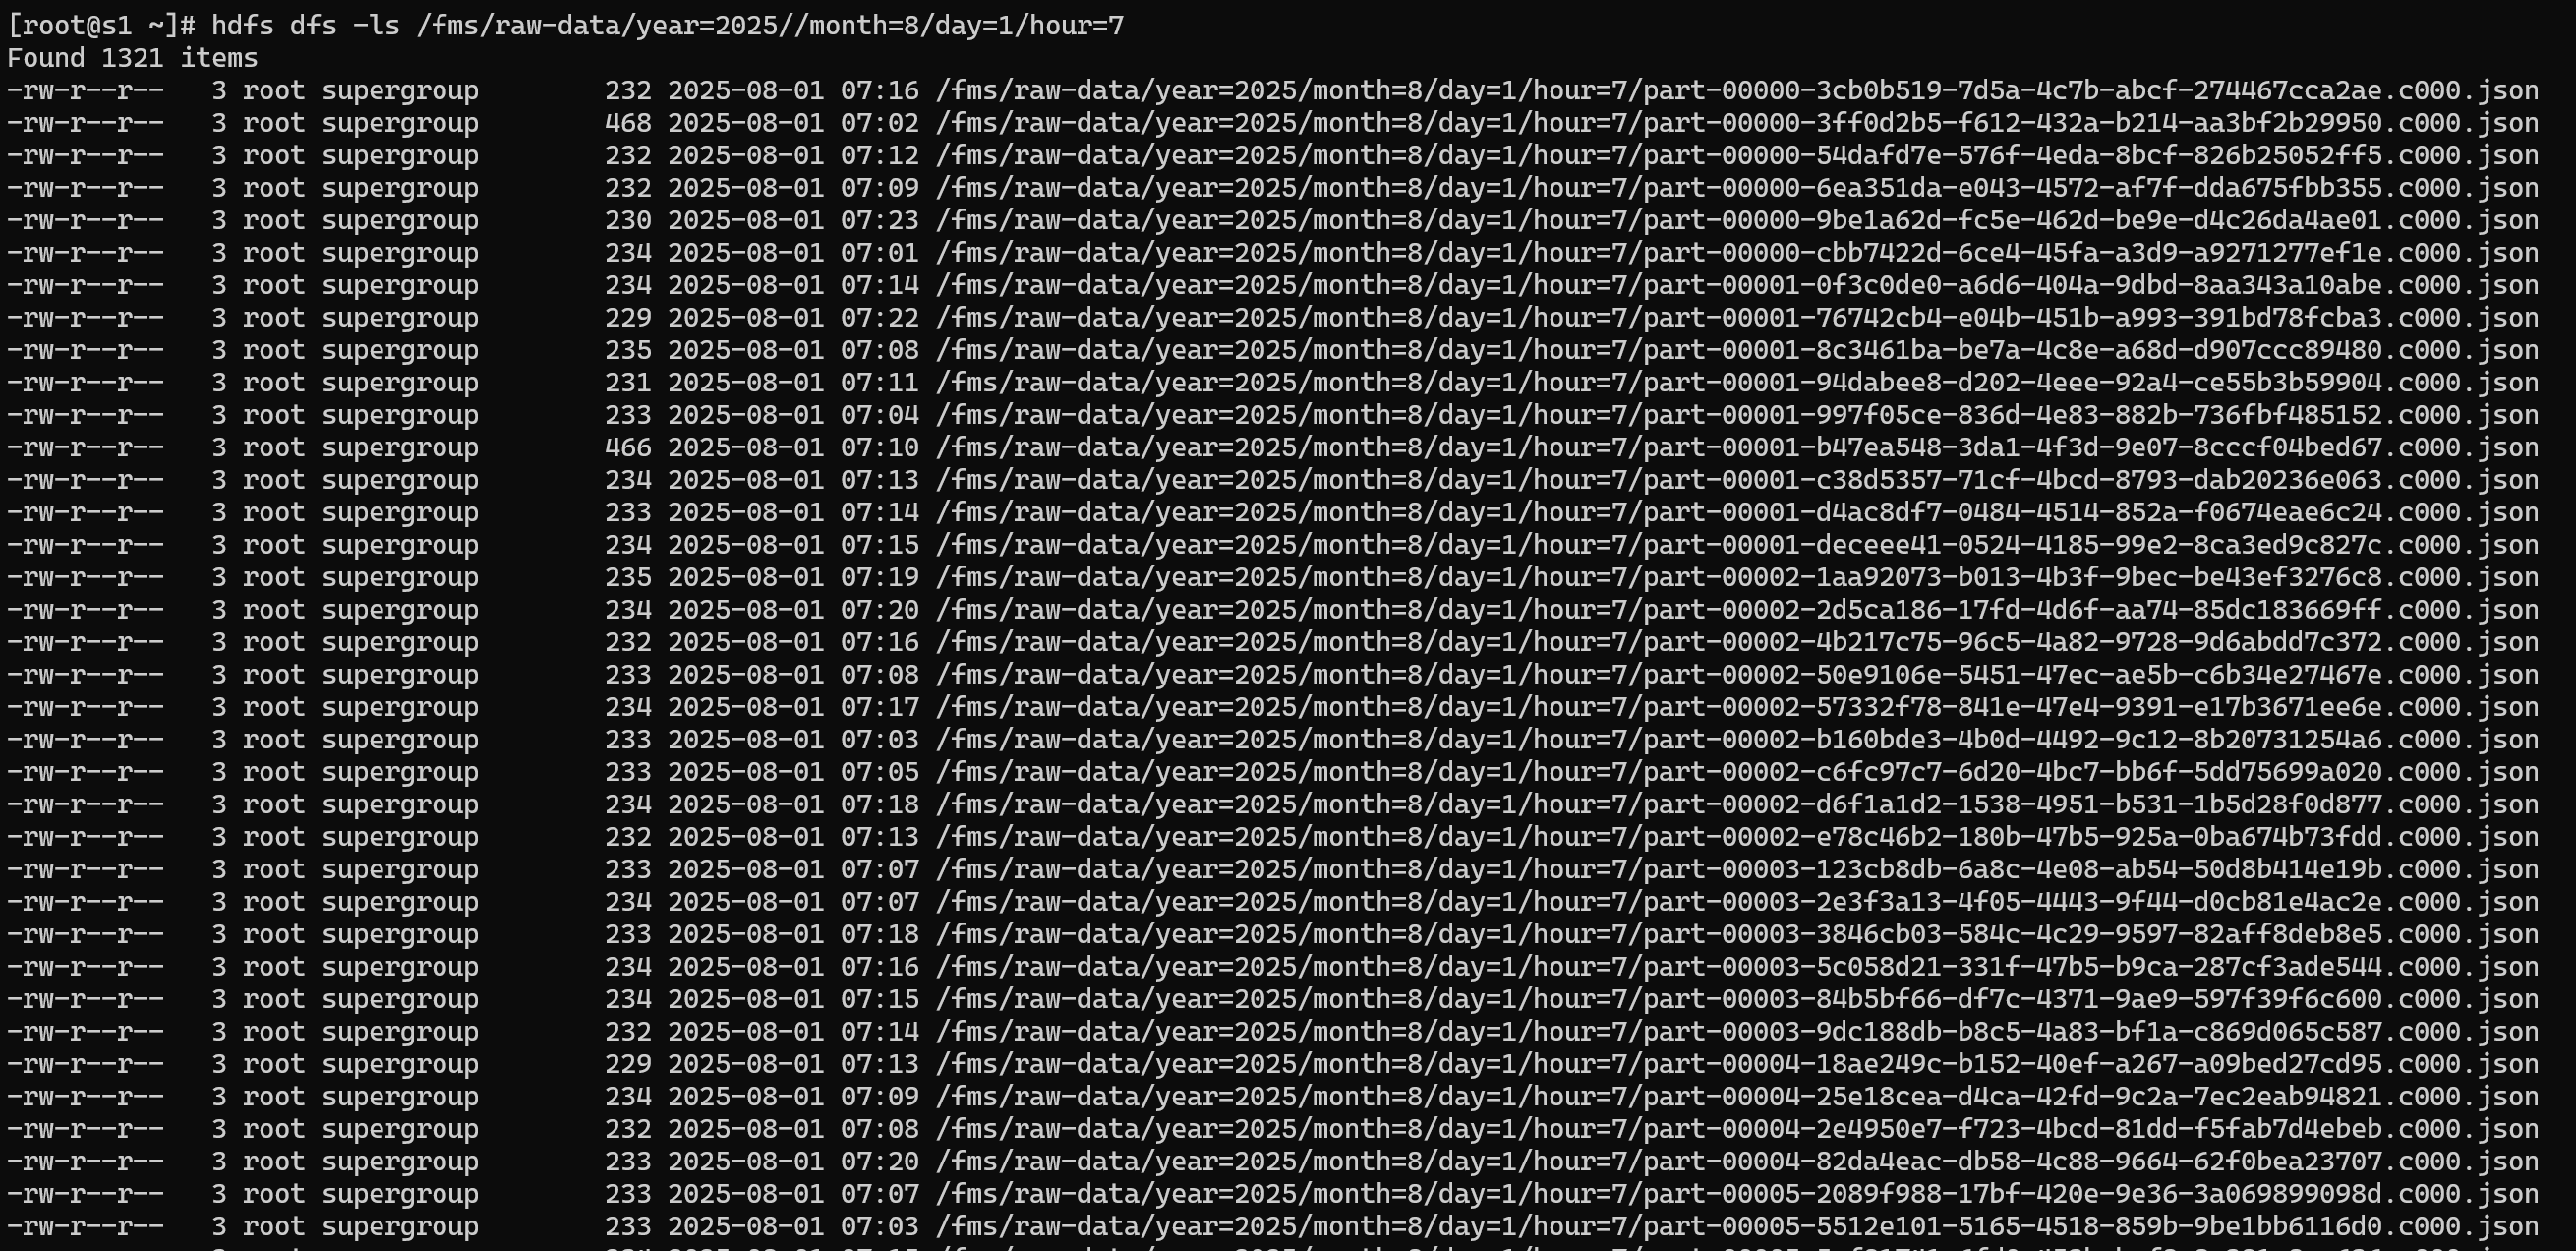 [root@s1 ~]# hdfs dfs -ls /fms/raw-data/year=2025//month=8/day=1/hour=7
Found 1321 items
-rw-r--r--   3 root supergroup        232 2025-08-01 07:16 /fms/raw-data/year=2025/month=8/day=1/hour=7/part-00000-3cb0b519-7d5a-4c7b-abcf-274467cca2ae.c000.json
-rw-r--r--   3 root supergroup        468 2025-08-01 07:02 /fms/raw-data/year=2025/month=8/day=1/hour=7/part-00000-3ff0d2b5-f612-432a-b214-aa3bf2b29950.c000.json
-rw-r--r--   3 root supergroup        232 2025-08-01 07:12 /fms/raw-data/year=2025/month=8/day=1/hour=7/part-00000-54dafd7e-576f-4eda-8bcf-826b25052ff5.c000.json
-rw-r--r--   3 root supergroup        232 2025-08-01 07:09 /fms/raw-data/year=2025/month=8/day=1/hour=7/part-00000-6ea351da-e043-4572-af7f-dda675fbb355.c000.json
-rw-r--r--   3 root supergroup        230 2025-08-01 07:23 /fms/raw-data/year=2025/month=8/day=1/hour=7/part-00000-9be1a62d-fc5e-462d-be9e-d4c26da4ae01.c000.json
-rw-r--r--   3 root supergroup        234 2025-08-01 07:01 /fms/raw-data/year=2025/month=8/day=1/hour=7/part-00000-cbb7422d-6ce4-45fa-a3d9-a9271277ef1e.c000.json
-rw-r--r--   3 root supergroup        234 2025-08-01 07:14 /fms/raw-data/year=2025/month=8/day=1/hour=7/part-00001-0f3c0de0-a6d6-404a-9dbd-8aa343a10abe.c000.json
-rw-r--r--   3 root supergroup        229 2025-08-01 07:22 /fms/raw-data/year=2025/month=8/day=1/hour=7/part-00001-76742cb4-e04b-451b-a993-391bd78fcba3.c000.json
-rw-r--r--   3 root supergroup        235 2025-08-01 07:08 /fms/raw-data/year=2025/month=8/day=1/hour=7/part-00001-8c3461ba-be7a-4c8e-a68d-d907ccc89480.c000.json
-rw-r--r--   3 root supergroup        231 2025-08-01 07:11 /fms/raw-data/year=2025/month=8/day=1/hour=7/part-00001-94dabee8-d202-4eee-92a4-ce55b3b59904.c000.json
-rw-r--r--   3 root supergroup        233 2025-08-01 07:04 /fms/raw-data/year=2025/month=8/day=1/hour=7/part-00001-997f05ce-836d-4e83-882b-736fbf485152.c000.json
-rw-r--r--   3 root supergroup        466 2025-08-01 07:10 /fms/raw-data/year=2025/month=8/day=1/hour=7/part-00001-b47ea548-3da1-4f3d-9e07-8cccf04bed67.c000.json
-rw-r--r--   3 root supergroup        234 2025-08-01 07:13 /fms/raw-data/year=2025/month=8/day=1/hour=7/part-00001-c38d5357-71cf-4bcd-8793-dab20236e063.c000.json
-rw-r--r--   3 root supergroup        233 2025-08-01 07:14 /fms/raw-data/year=2025/month=8/day=1/hour=7/part-00001-d4ac8df7-0484-4514-852a-f0674eae6c24.c000.json
-rw-r--r--   3 root supergroup        234 2025-08-01 07:15 /fms/raw-data/year=2025/month=8/day=1/hour=7/part-00001-deceee41-0524-4185-99e2-8ca3ed9c827c.c000.json
-rw-r--r--   3 root supergroup        235 2025-08-01 07:19 /fms/raw-data/year=2025/month=8/day=1/hour=7/part-00002-1aa92073-b013-4b3f-9bec-be43ef3276c8.c000.json
-rw-r--r--   3 root supergroup        234 2025-08-01 07:20 /fms/raw-data/year=2025/month=8/day=1/hour=7/part-00002-2d5ca186-17fd-4d6f-aa74-85dc183669ff.c000.json
-rw-r--r--   3 root supergroup        232 2025-08-01 07:16 /fms/raw-data/year=2025/month=8/day=1/hour=7/part-00002-4b217c75-96c5-4a82-9728-9d6abdd7c372.c000.json
-rw-r--r--   3 root supergroup        233 2025-08-01 07:08 /fms/raw-data/year=2025/month=8/day=1/hour=7/part-00002-50e9106e-5451-47ec-ae5b-c6b34e27467e.c000.json
-rw-r--r--   3 root supergroup        234 2025-08-01 07:17 /fms/raw-data/year=2025/month=8/day=1/hour=7/part-00002-57332f78-841e-47e4-9391-e17b3671ee6e.c000.json
-rw-r--r--   3 root supergroup        233 2025-08-01 07:03 /fms/raw-data/year=2025/month=8/day=1/hour=7/part-00002-b160bde3-4b0d-4492-9c12-8b20731254a6.c000.json
-rw-r--r--   3 root supergroup        233 2025-08-01 07:05 /fms/raw-data/year=2025/month=8/day=1/hour=7/part-00002-c6fc97c7-6d20-4bc7-bb6f-5dd75699a020.c000.json
-rw-r--r--   3 root supergroup        234 2025-08-01 07:18 /fms/raw-data/year=2025/month=8/day=1/hour=7/part-00002-d6f1a1d2-1538-4951-b531-1b5d28f0d877.c000.json
-rw-r--r--   3 root supergroup        232 2025-08-01 07:13 /fms/raw-data/year=2025/month=8/day=1/hour=7/part-00002-e78c46b2-180b-47b5-925a-0ba674b73fdd.c000.json
-rw-r--r--   3 root supergroup        233 2025-08-01 07:07 /fms/raw-data/year=2025/month=8/day=1/hour=7/part-00003-123cb8db-6a8c-4e08-ab54-50d8b414e19b.c000.json
-rw-r--r--   3 root supergroup        234 2025-08-01 07:07 /fms/raw-data/year=2025/month=8/day=1/hour=7/part-00003-2e3f3a13-4f05-4443-9f44-d0cb81e4ac2e.c000.json
-rw-r--r--   3 root supergroup        233 2025-08-01 07:18 /fms/raw-data/year=2025/month=8/day=1/hour=7/part-00003-3846cb03-584c-4c29-9597-82aff8deb8e5.c000.json
-rw-r--r--   3 root supergroup        234 2025-08-01 07:16 /fms/raw-data/year=2025/month=8/day=1/hour=7/part-00003-5c058d21-331f-47b5-b9ca-287cf3ade544.c000.json
-rw-r--r--   3 root supergroup        234 2025-08-01 07:15 /fms/raw-data/year=2025/month=8/day=1/hour=7/part-00003-84b5bf66-df7c-4371-9ae9-597f39f6c600.c000.json
-rw-r--r--   3 root supergroup        232 2025-08-01 07:14 /fms/raw-data/year=2025/month=8/day=1/hour=7/part-00003-9dc188db-b8c5-4a83-bf1a-c869d065c587.c000.json
-rw-r--r--   3 root supergroup        229 2025-08-01 07:13 /fms/raw-data/year=2025/month=8/day=1/hour=7/part-00004-18ae249c-b152-40ef-a267-a09bed27cd95.c000.json
-rw-r--r--   3 root supergroup        234 2025-08-01 07:09 /fms/raw-data/year=2025/month=8/day=1/hour=7/part-00004-25e18cea-d4ca-42fd-9c2a-7ec2eab94821.c000.json
-rw-r--r--   3 root supergroup        232 2025-08-01 07:08 /fms/raw-data/year=2025/month=8/day=1/hour=7/part-00004-2e4950e7-f723-4bcd-81dd-f5fab7d4ebeb.c000.json
-rw-r--r--   3 root supergroup        233 2025-08-01 07:20 /fms/raw-data/year=2025/month=8/day=1/hour=7/part-00004-82da4eac-db58-4c88-9664-62f0bea23707.c000.json
-rw-r--r--   3 root supergroup        233 2025-08-01 07:07 /fms/raw-data/year=2025/month=8/day=1/hour=7/part-00005-2089f988-17bf-420e-9e36-3a069899098d.c000.json
-rw-r--r--   3 root supergroup        233 2025-08-01 07:03 /fms/raw-data/year=2025/month=8/day=1/hour=7/part-00005-5512e101-5165-4518-859b-9be1bb6116d0.c000.json